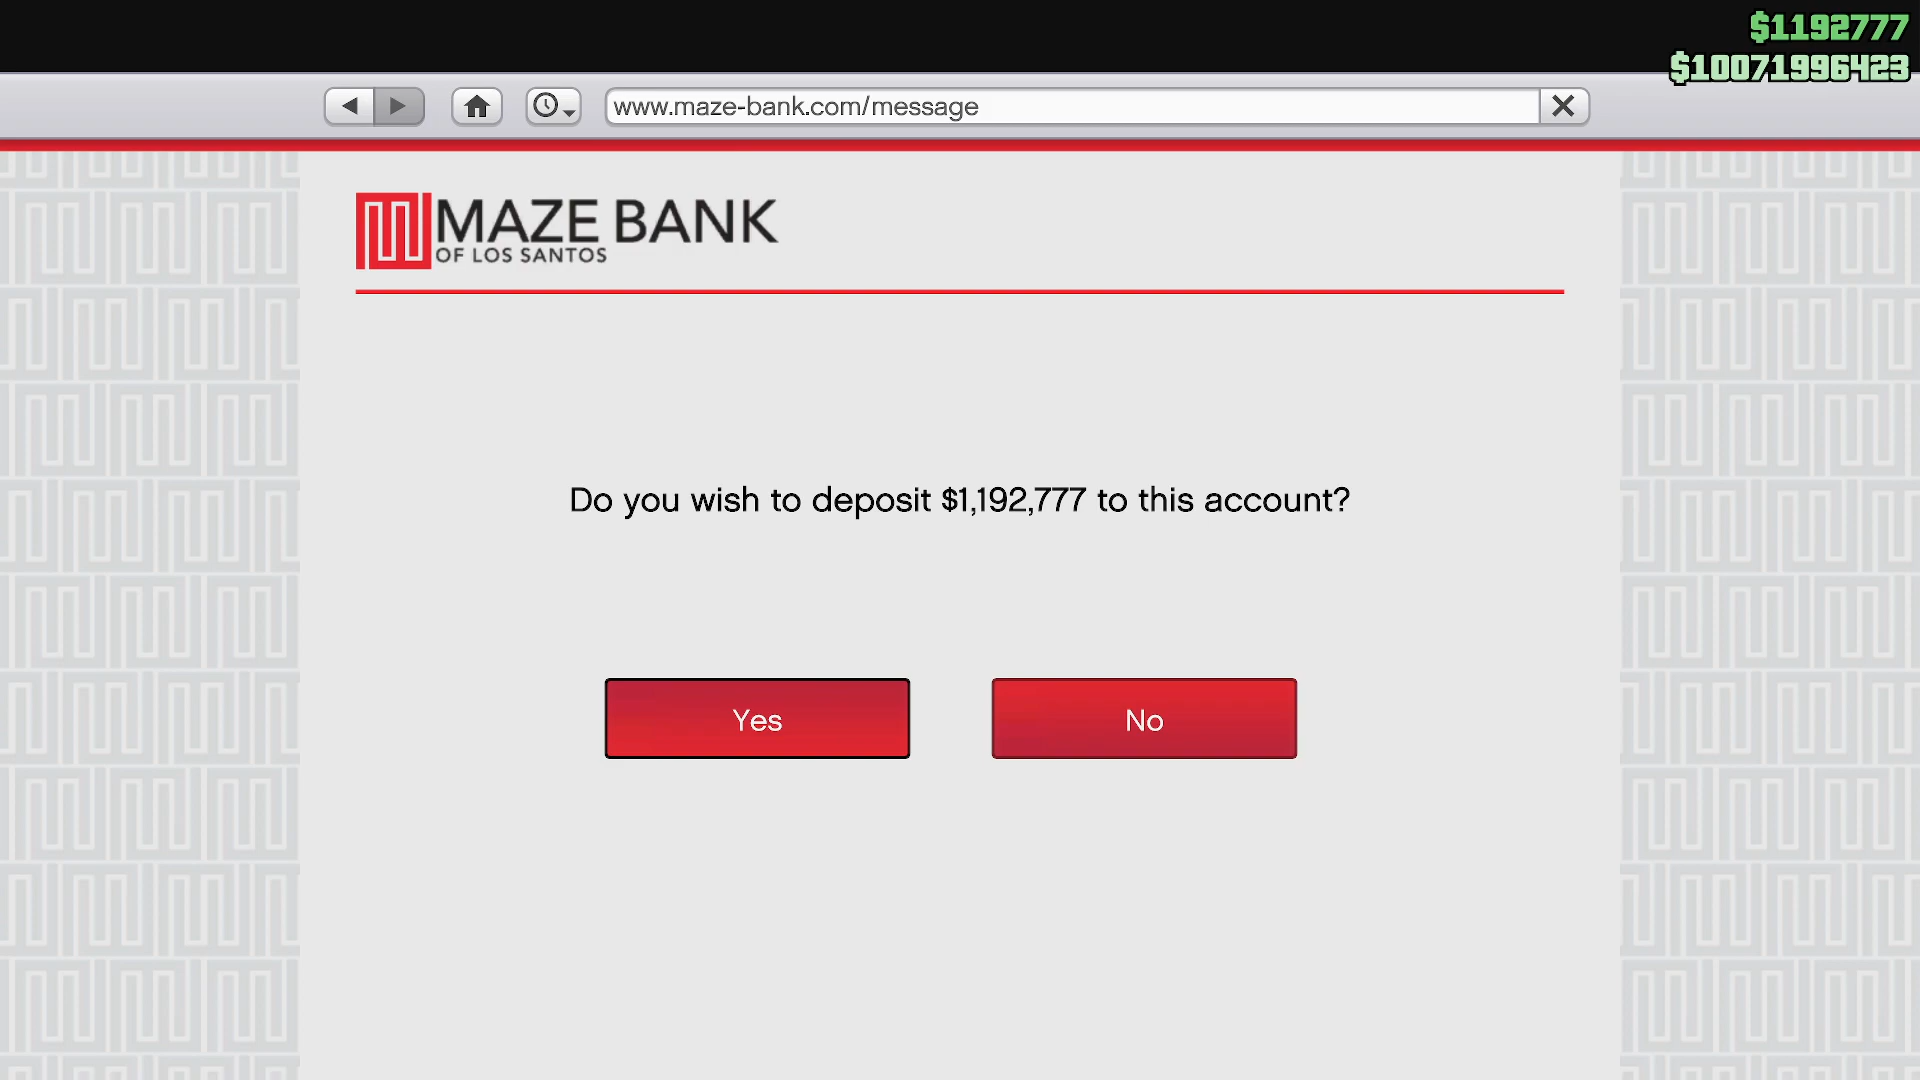 $1192777
$10071996423
www.maze-bank.com/message
MAZE BANK
OF LOS SANTOS
Do you wish to deposit $1,192,777 to this account?
Yes
No